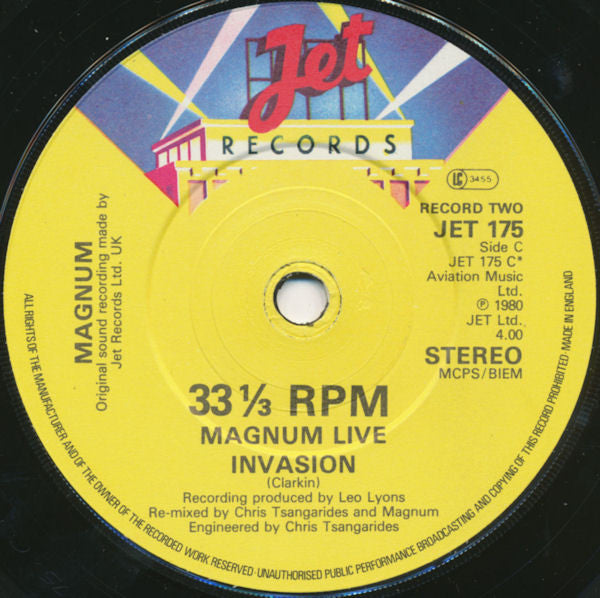 Jet
RECORDS
LC 3455
RECORD TWO
JET 175
Side C
JET 175 C*
Aviation Music
Ltd.
℗ 1980
JET Ltd.
4.00
STEREO
MCPS/BIEM
MAGNUM
Original sound recording made by
Jet Records Ltd. UK
33 ⅓ RPM
MAGNUM LIVE
INVASION
(Clarkin)
Recording produced by Leo Lyons
Re-mixed by Chris Tsangarides and Magnum
Engineered by Chris Tsangarides
ALL RIGHTS OF THE MANUFACTURER AND OF THE OWNER OF THE RECORDED WORK RESERVED·UNAUTHORISED PUBLIC PERFORMANCE BROADCASTING AND COPYING OF THIS RECORD PROHIBITED·MADE IN ENGLAND